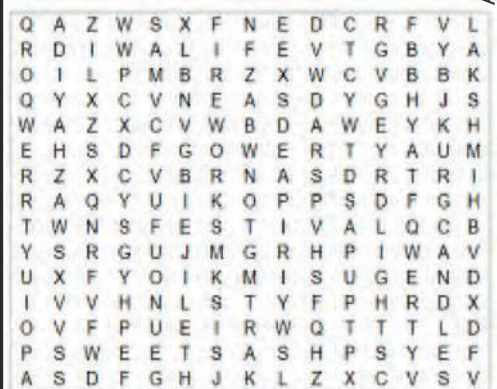 Q A Z W S X F N E D C R F V L
R D I W A L I F E V T G B Y A
O I L P M B R Z X W C V B B K
Q Y X C V N E A S D Y G H J S
W A Z X C V W B D A W E Y K H
E H S D F G O W E R T Y A U M
R Z X C V B R N A S D R T R I
R A Q Y U I K O P P S D F G H
T W N S F E S T I V A L Q C B
Y S R G U J M G R H P I W A V
U X F Y O I K M I S U G E N D
I V V H N L S T Y F P H R D X
O V F P U E I R W Q T T T L D
P S W E E T S A S H P S Y E F
A S D F G H J K L Z X C V S V